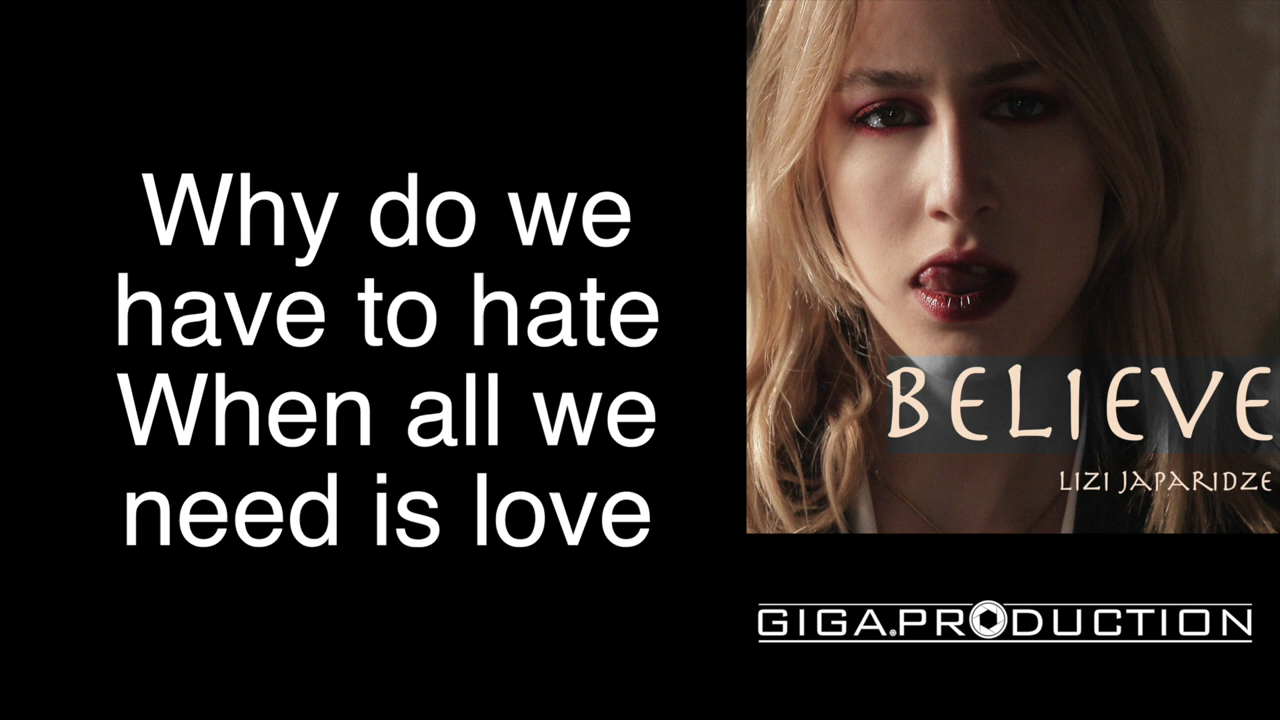 Why do we
have to hate
When all we
need is love
BELIEVE
LIZI JAPARIDZE
GIGA.PRODUCTION